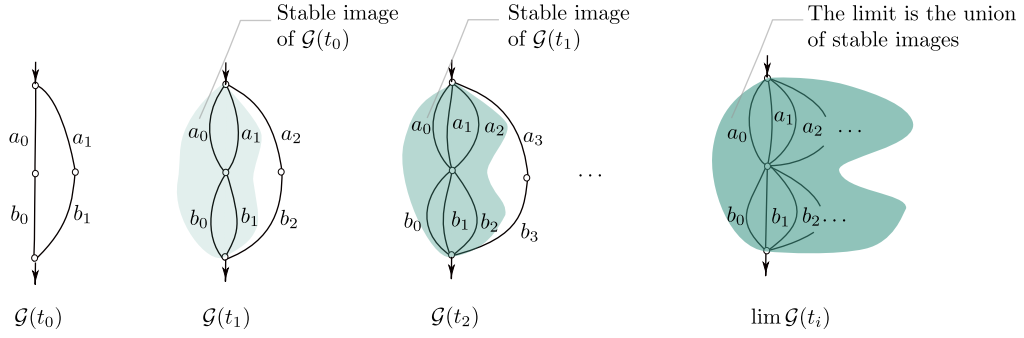 Stable image
of 𝒢(t₀)
Stable image
of 𝒢(t₁)
The limit is the union
of stable images
a₀ a₁
b₀ b₁
𝒢(t₀)
a₀ a₁ a₂
b₀ b₁ b₂
𝒢(t₁)
a₀ a₁ a₂ a₃
b₀ b₁ b₂ b₃
𝒢(t₂)
...
a₀ a₁ a₂ ...
b₀ b₁ b₂ ...
lim 𝒢(tᵢ)